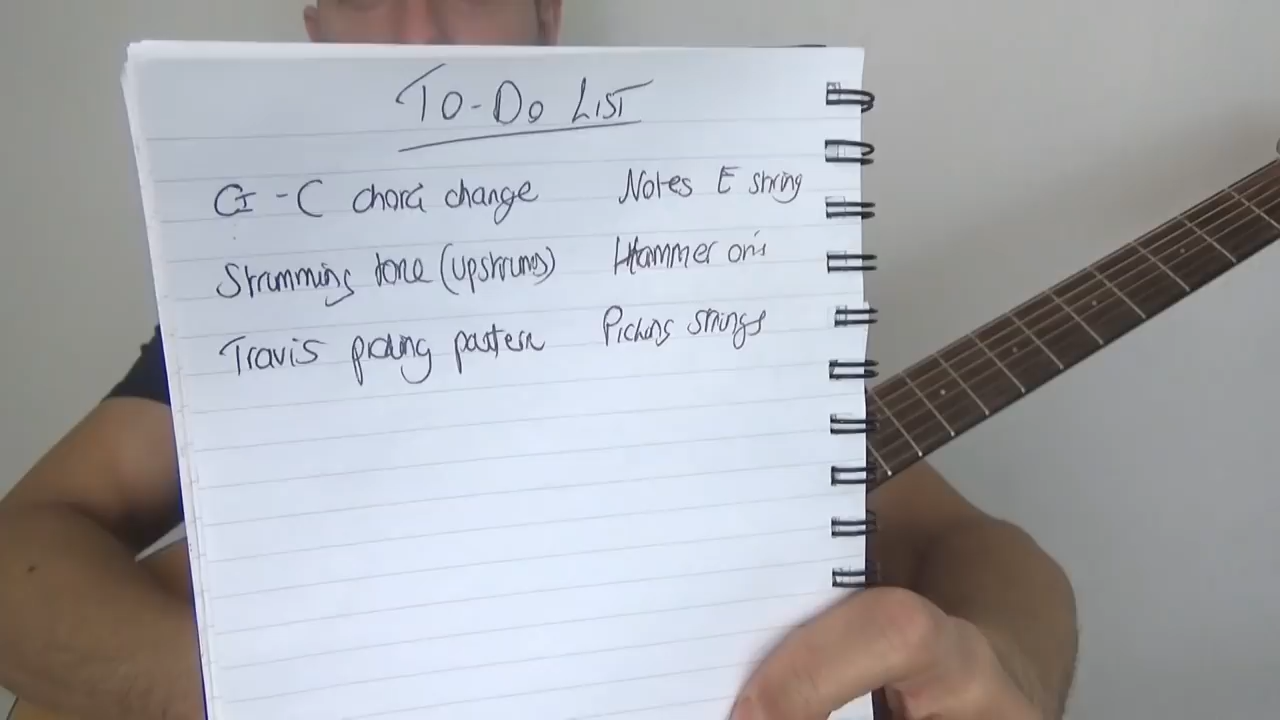 To-Do List
G - C chord change
Strumming tone (upstrums)
Travis picking pattern
Notes E string
Hammer on's
Picking strings